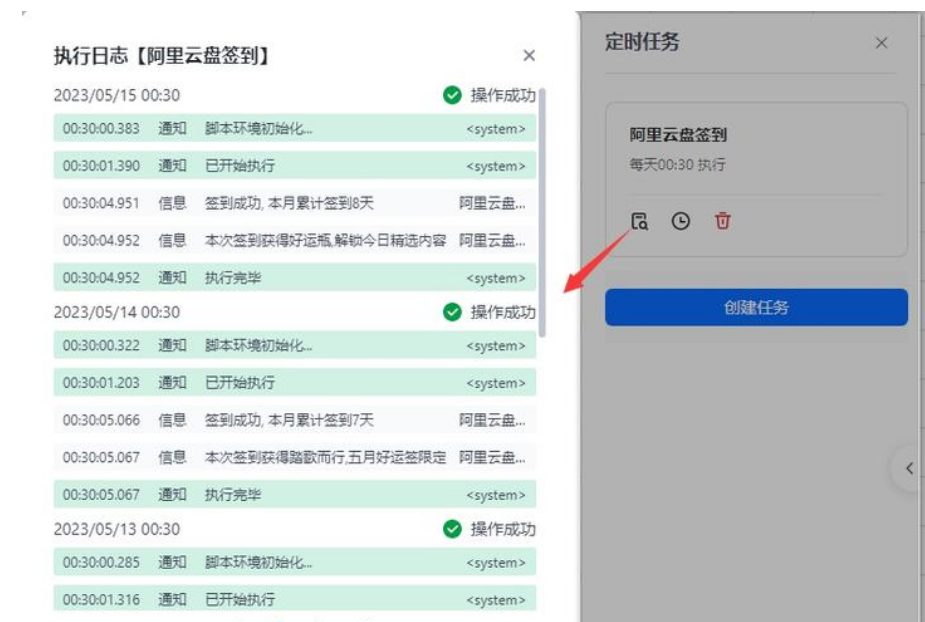 执行日志【阿里云盘签到】
2023/05/15 00:30 操作成功
00:30:00.383 通知 脚本环境初始化... <system>
00:30:01.390 通知 已开始执行 <system>
00:30:04.951 信息 签到成功, 本月累计签到8天 阿里云盘...
00:30:04.952 信息 本次签到获得好运瓶,解锁今日精选内容 阿里云盘...
00:30:04.952 通知 执行完毕 <system>
2023/05/14 00:30 操作成功
00:30:00.322 通知 脚本环境初始化... <system>
00:30:01.203 通知 已开始执行 <system>
00:30:05.066 信息 签到成功, 本月累计签到7天 阿里云盘...
00:30:05.067 信息 本次签到获得踏歌而行,五月好运签限定 阿里云盘...
00:30:05.067 通知 执行完毕 <system>
2023/05/13 00:30 操作成功
00:30:00.285 通知 脚本环境初始化... <system>
00:30:01.316 通知 已开始执行 <system>
定时任务
阿里云盘签到
每天00:30 执行
创建任务